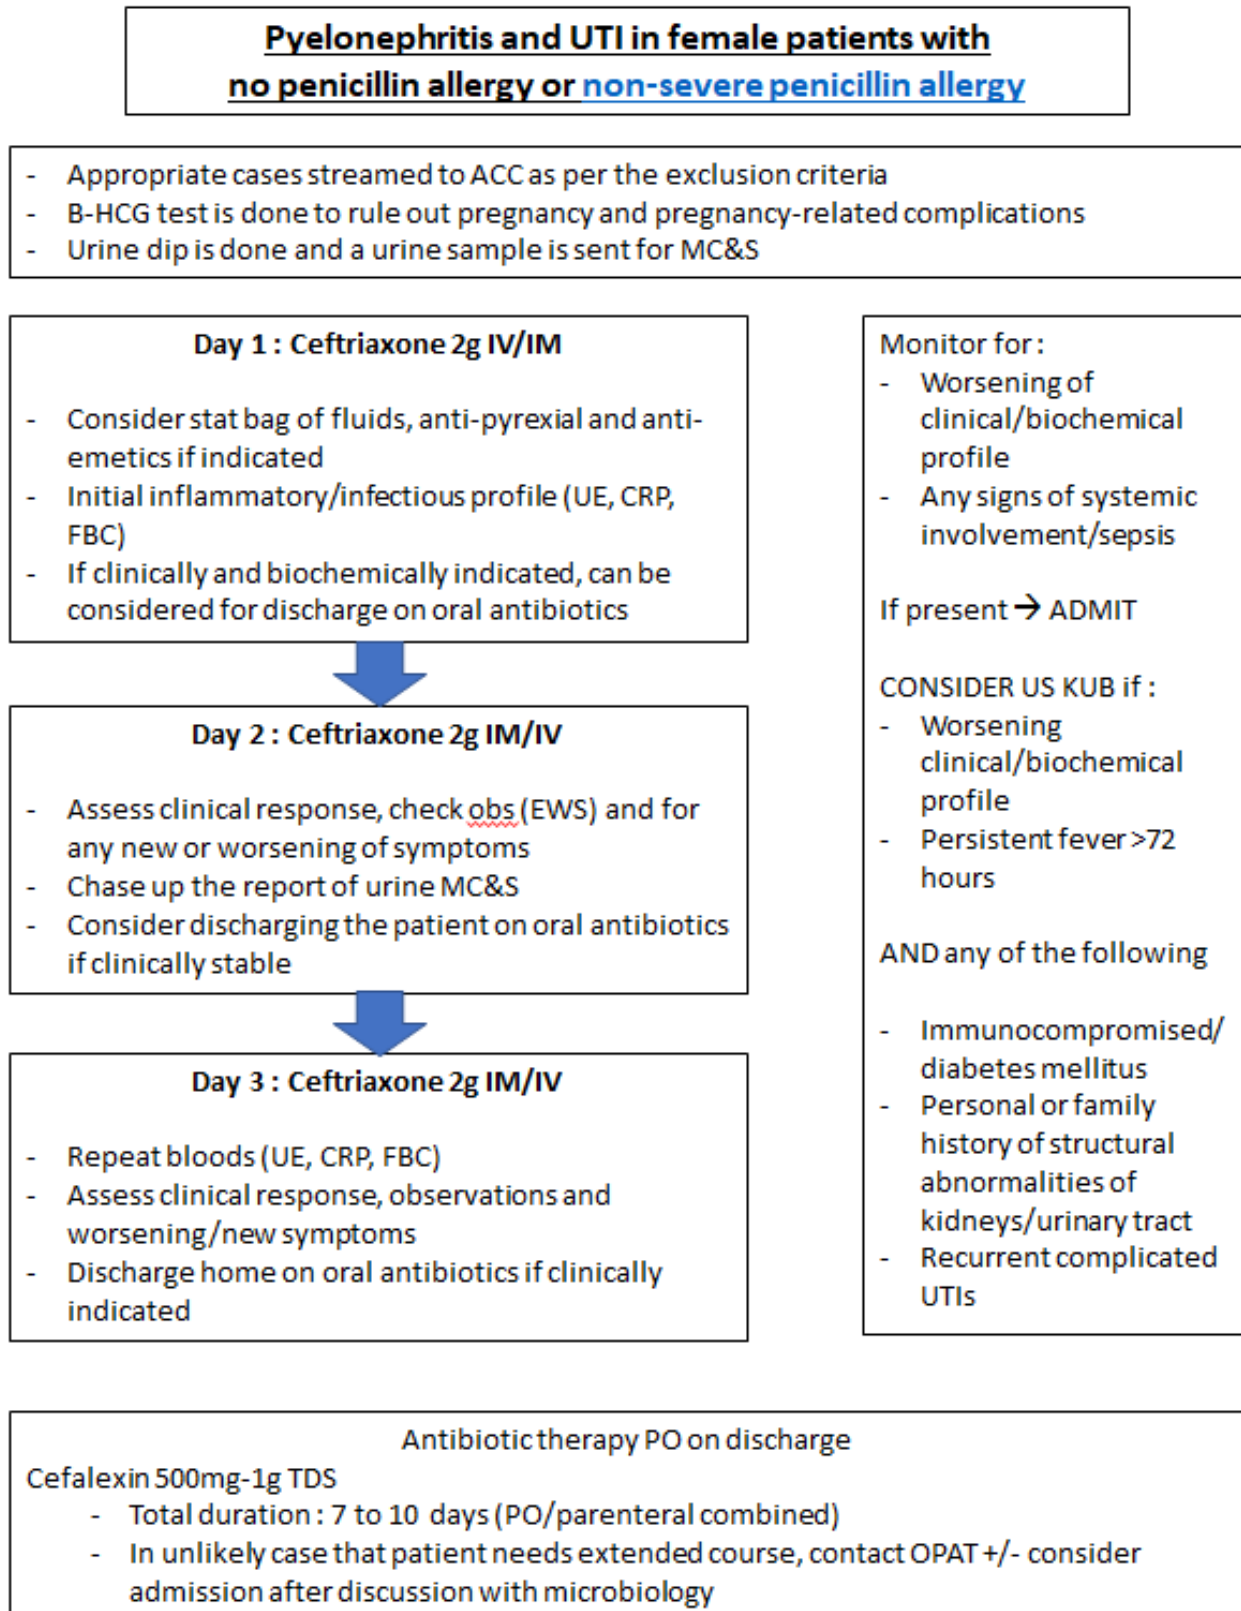 Pyelonephritis and UTI in female patients with
no penicillin allergy or non-severe penicillin allergy
- Appropriate cases streamed to ACC as per the exclusion criteria
- B-HCG test is done to rule out pregnancy and pregnancy-related complications
- Urine dip is done and a urine sample is sent for MC&S
Day 1 : Ceftriaxone 2g IV/IM
- Consider stat bag of fluids, anti-pyrexial and anti-
emetics if indicated
- Initial inflammatory/infectious profile (UE, CRP,
FBC)
- If clinically and biochemically indicated, can be
considered for discharge on oral antibiotics
Day 2 : Ceftriaxone 2g IM/IV
- Assess clinical response, check obs (EWS) and for
any new or worsening of symptoms
- Chase up the report of urine MC&S
- Consider discharging the patient on oral antibiotics
if clinically stable
Day 3 : Ceftriaxone 2g IM/IV
- Repeat bloods (UE, CRP, FBC)
- Assess clinical response, observations and
worsening/new symptoms
- Discharge home on oral antibiotics if clinically
indicated
Monitor for :
- Worsening of
clinical/biochemical
profile
- Any signs of systemic
involvement/sepsis
If present → ADMIT
CONSIDER US KUB if :
- Worsening
clinical/biochemical
profile
- Persistent fever >72
hours
AND any of the following
- Immunocompromised/
diabetes mellitus
- Personal or family
history of structural
abnormalities of
kidneys/urinary tract
- Recurrent complicated
UTIs
Antibiotic therapy PO on discharge
Cefalexin 500mg-1g TDS
- Total duration : 7 to 10 days (PO/parenteral combined)
- In unlikely case that patient needs extended course, contact OPAT +/- consider
admission after discussion with microbiology